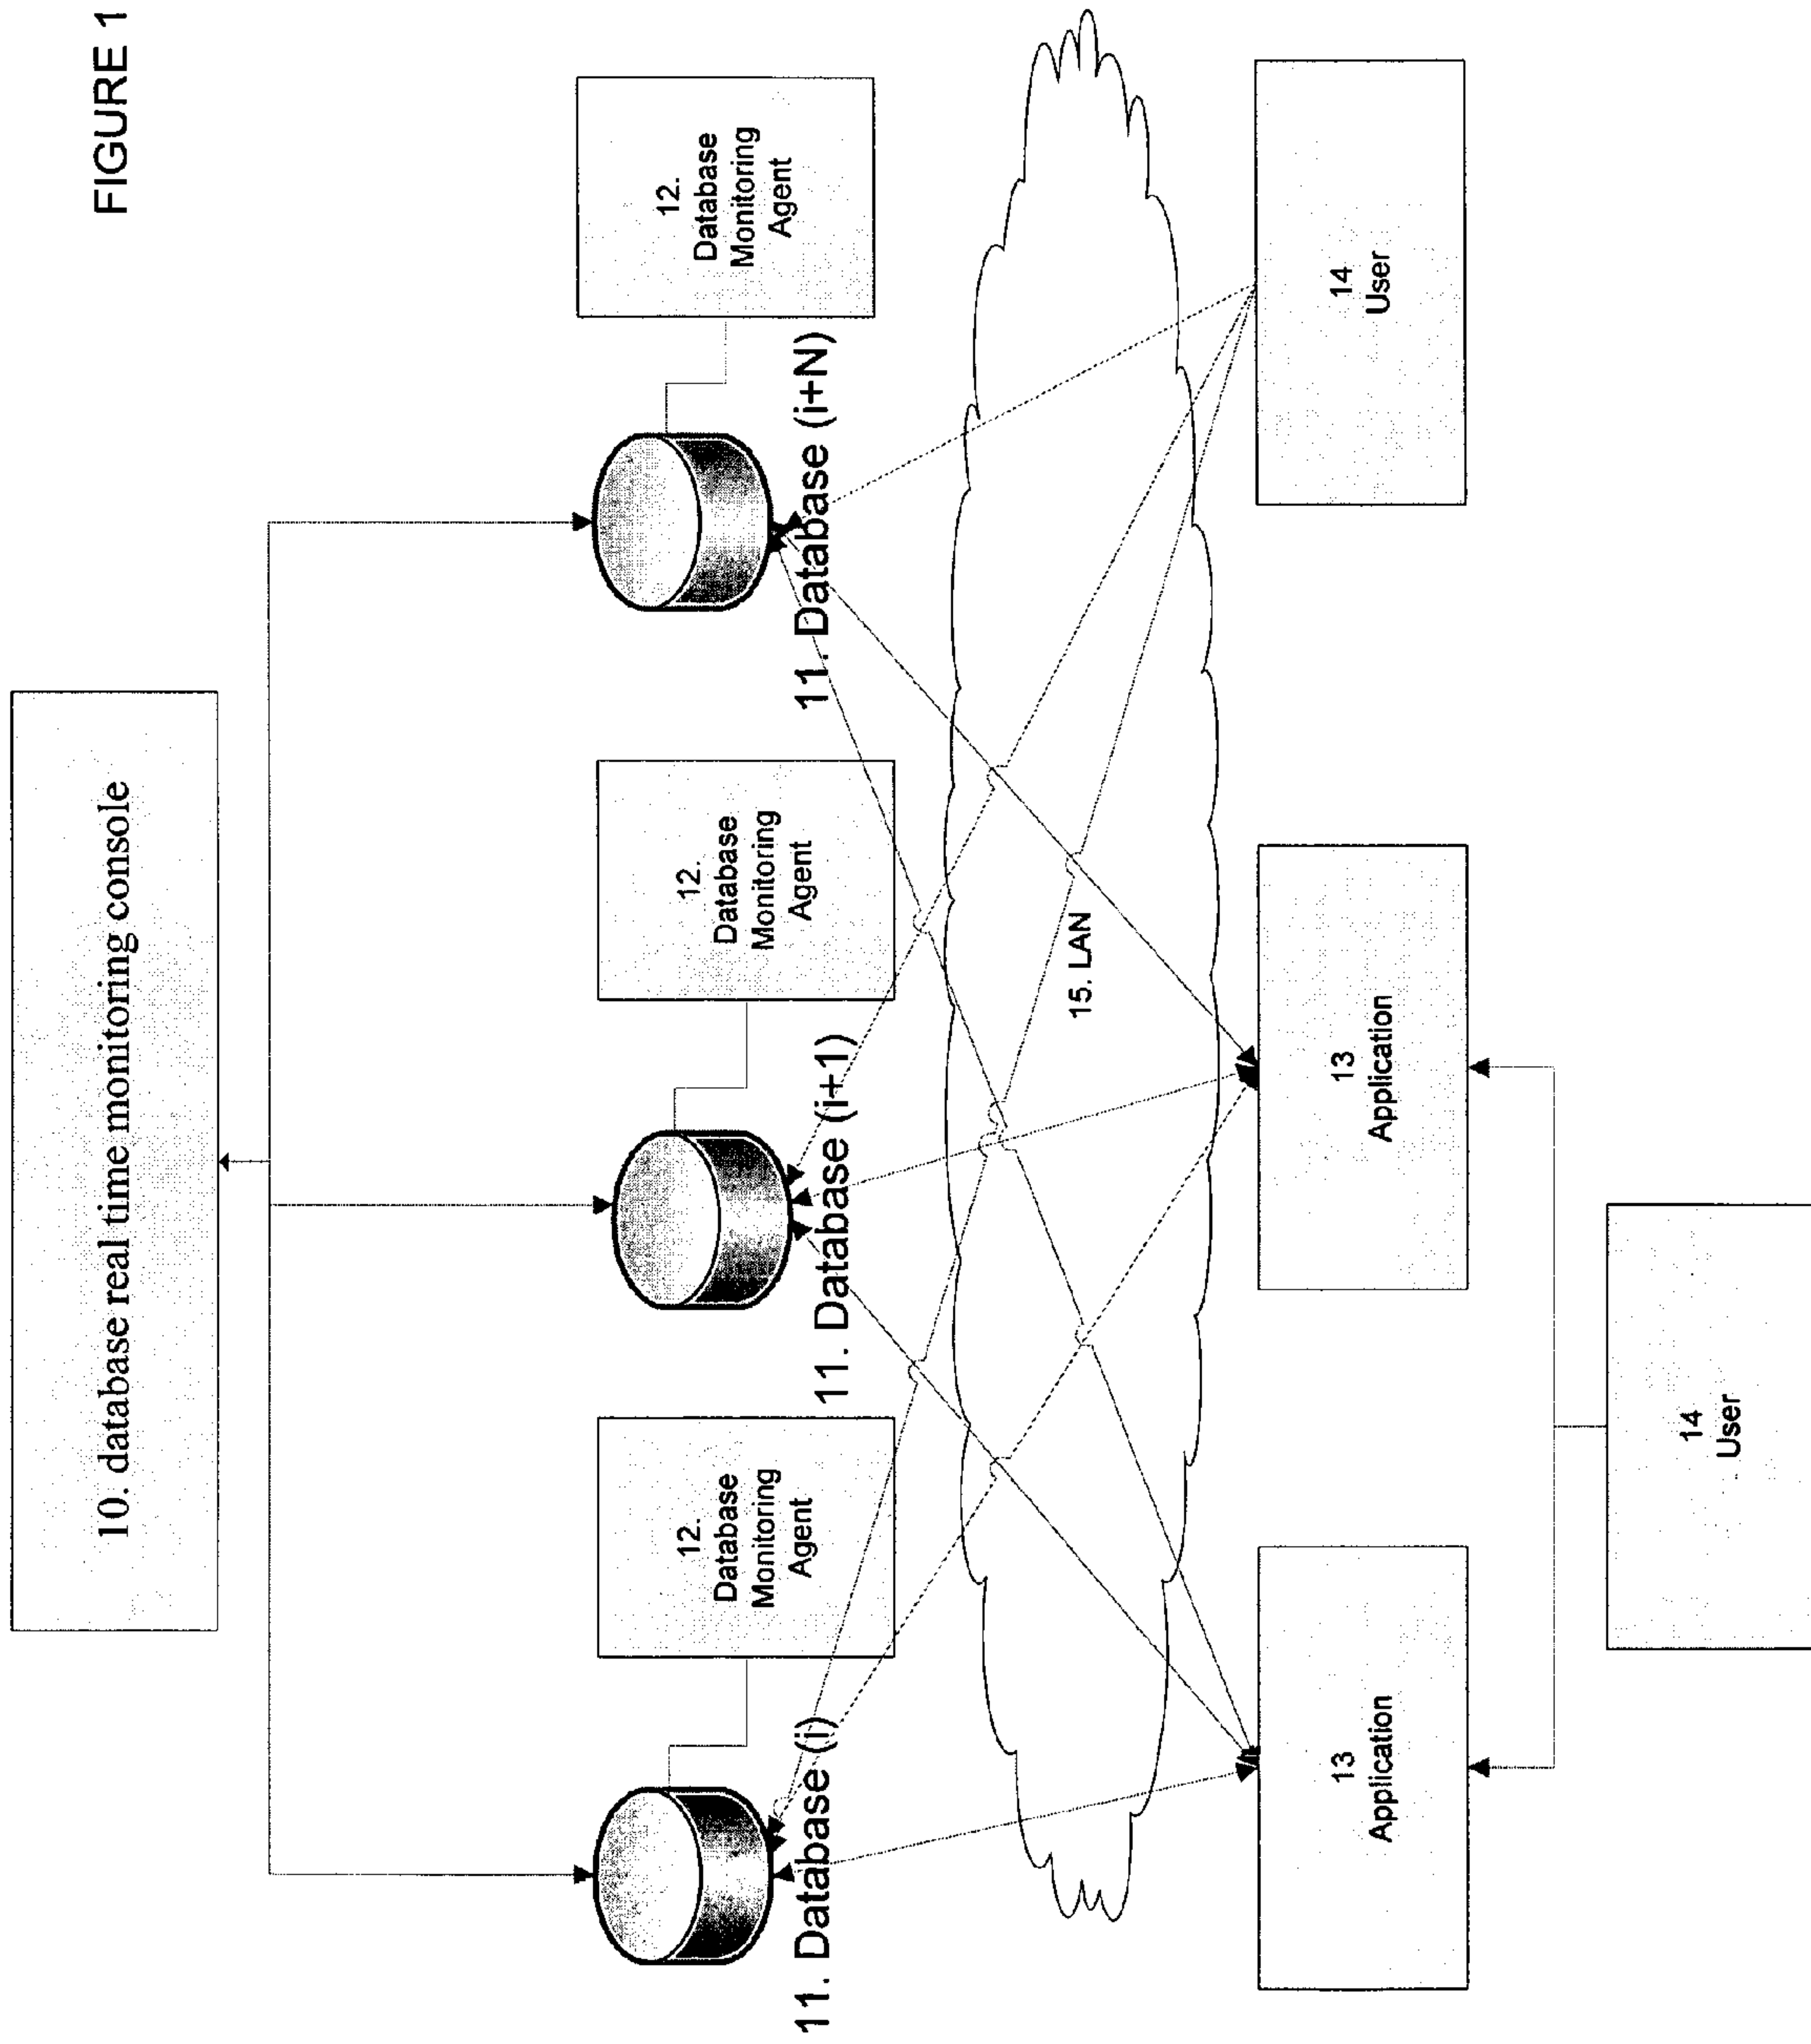 FIGURE 1
10. database real time monitoring console
12.
Database
Monitoring
Agent
12.
Database
Monitoring
Agent
12.
Database
Monitoring
Agent
11. Database (i)
11. Database (i+1)
11. Database (i+N)
15. LAN
13
Application
13
Application
14
User
14
User